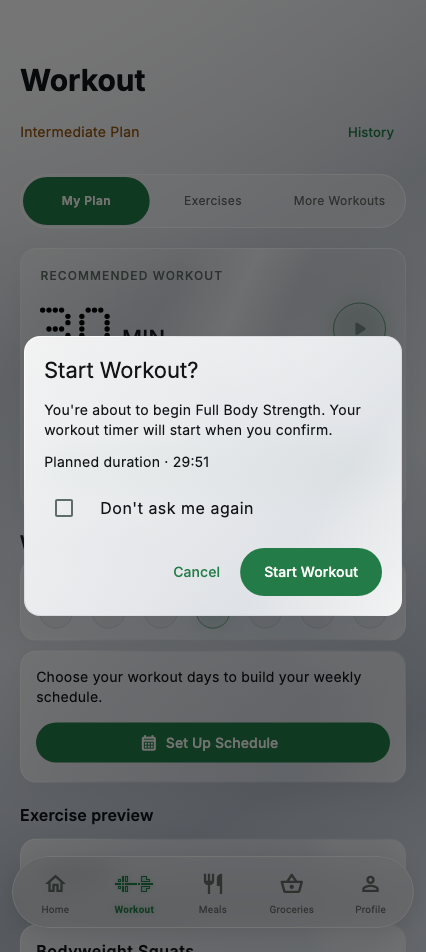 Workout
Intermediate Plan
History
My Plan
Exercises
More Workouts
RECOMMENDED WORKOUT
30 MIN
Start Workout?
You're about to begin Full Body Strength. Your
workout timer will start when you confirm.
Planned duration · 29:51
Don't ask me again
Cancel
Start Workout
Choose your workout days to build your weekly
schedule.
Set Up Schedule
Exercise preview
Home
Workout
Meals
Groceries
Profile
Bodyweight Squats